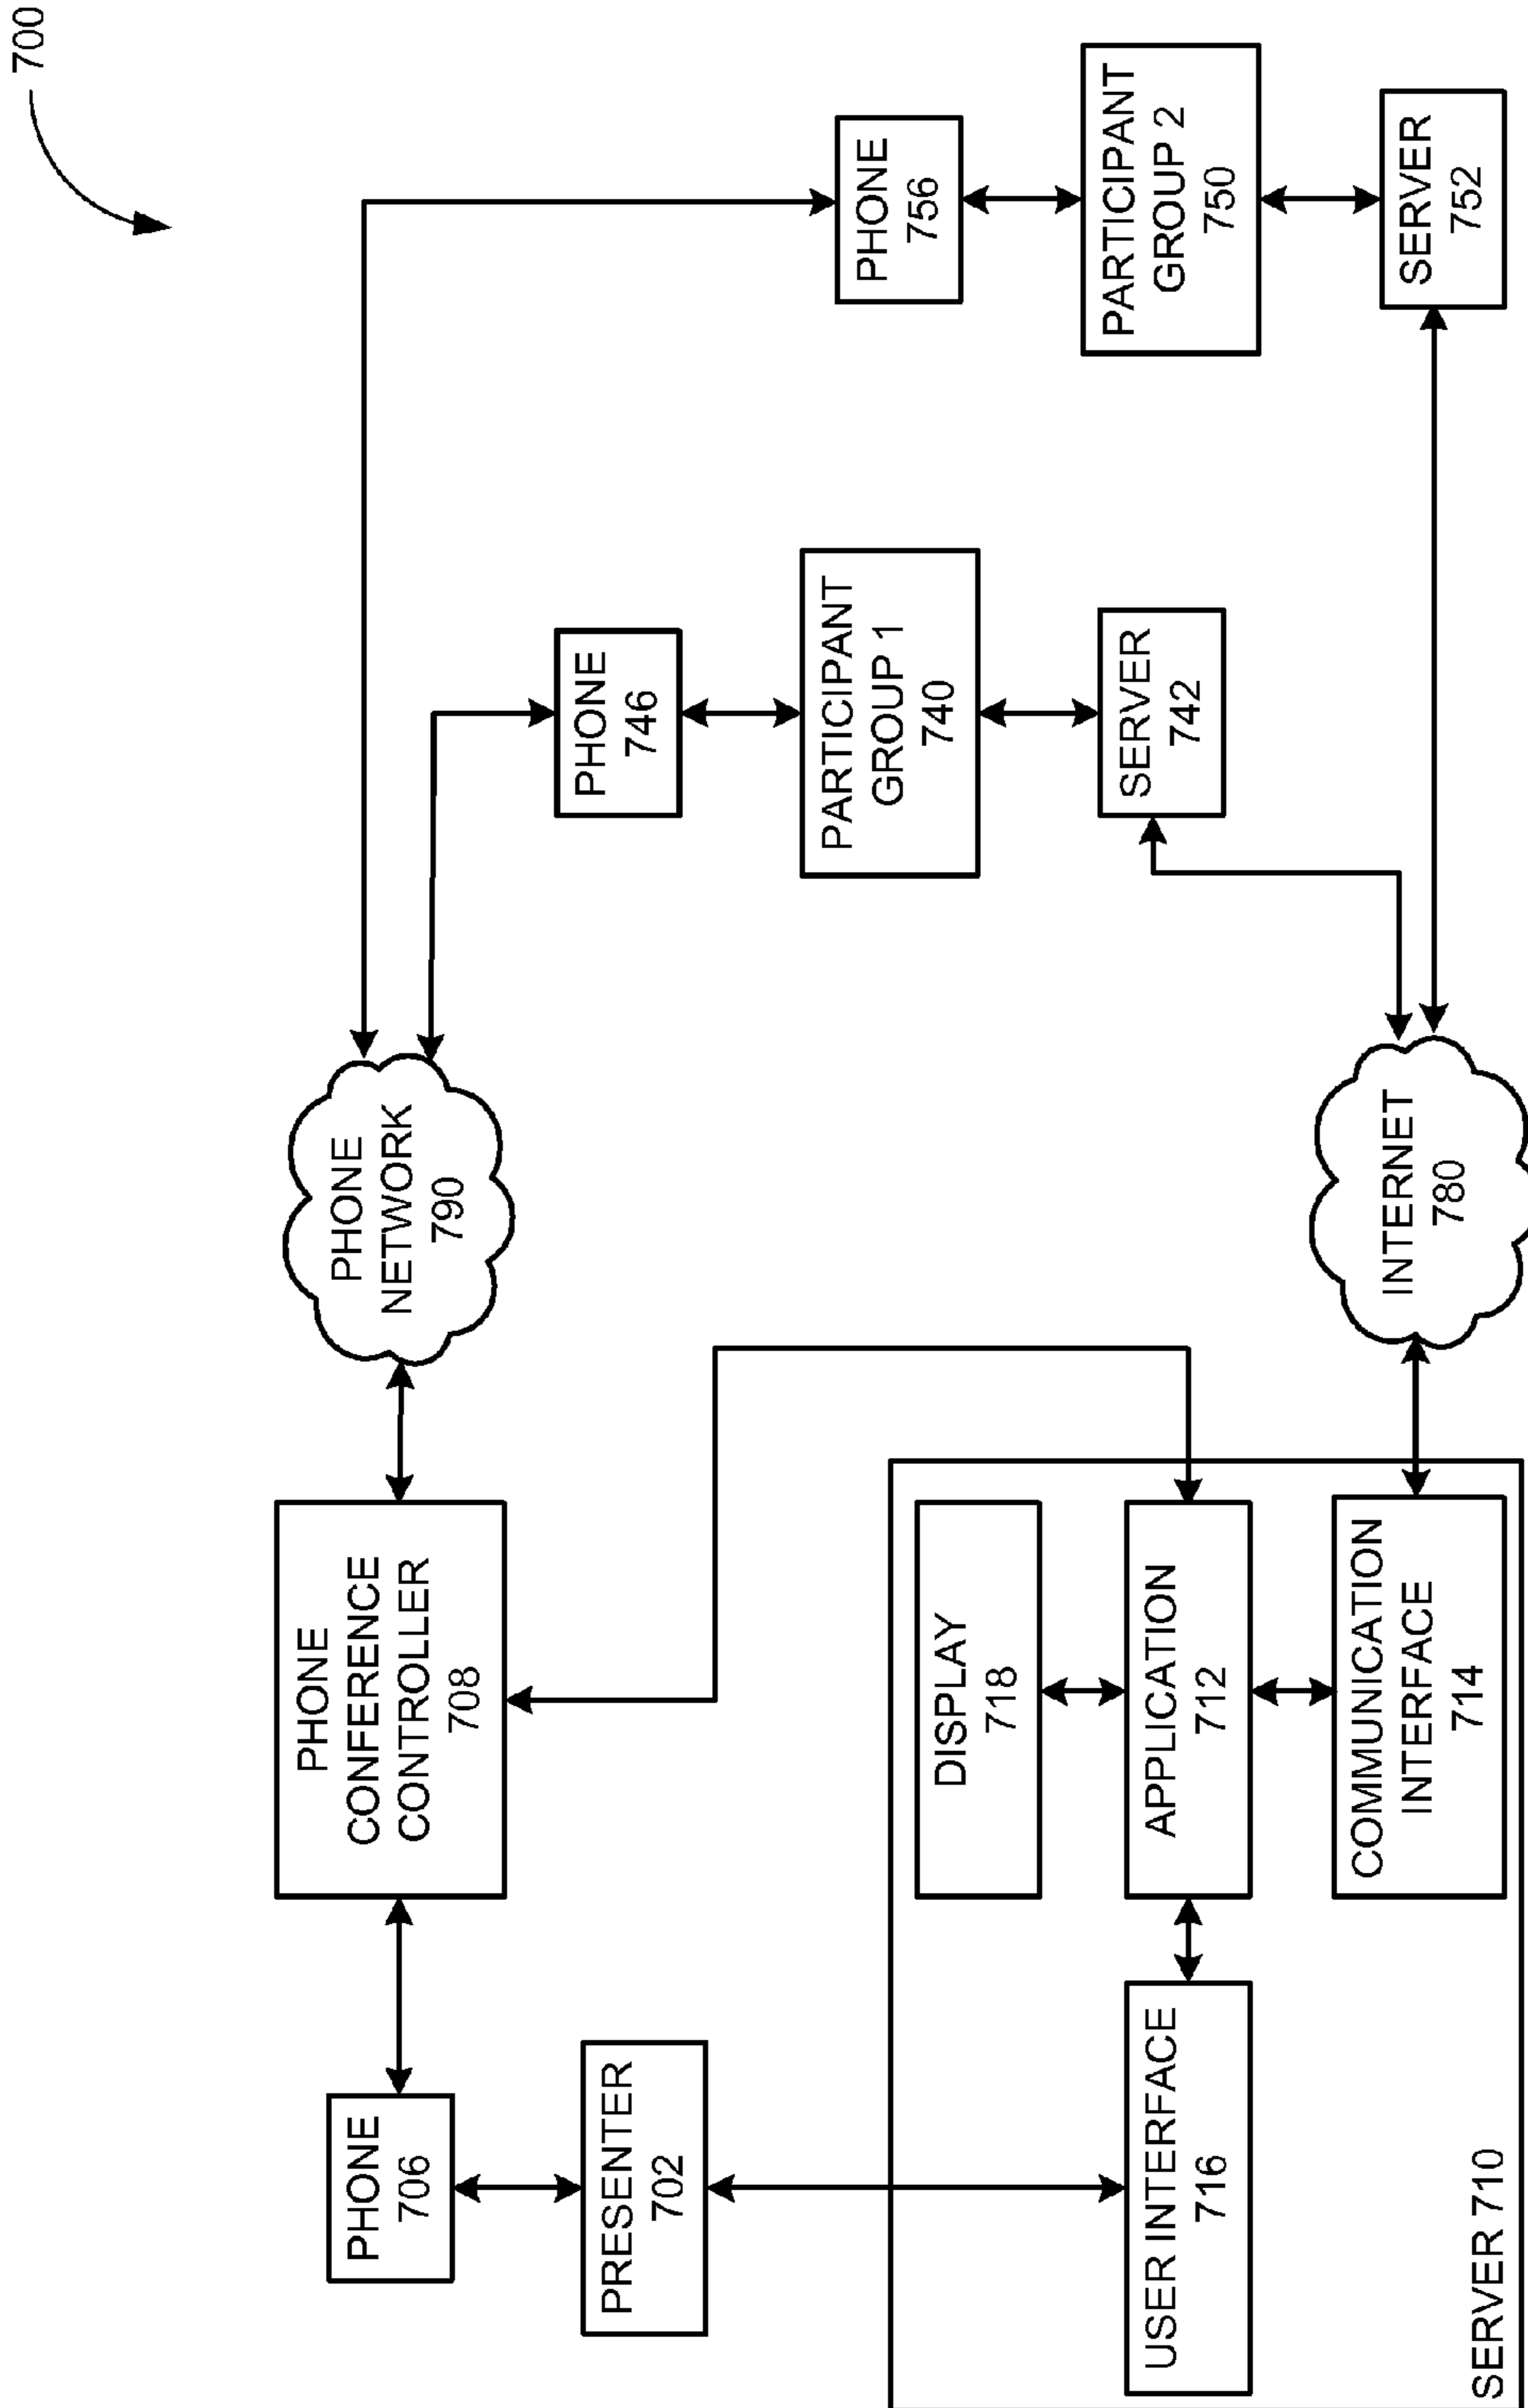 700
PHONE
706
PRESENTER
702
PHONE
CONFERENCE
CONTROLLER
708
PHONE
NETWORK
790
PHONE
746
PARTICIPANT
GROUP 1
740
SERVER
742
PHONE
756
PARTICIPANT
GROUP 2
750
SERVER
752
DISPLAY
718
USER INTERFACE
716
APPLICATION
712
COMMUNICATION
INTERFACE
714
INTERNET
780
SERVER 710